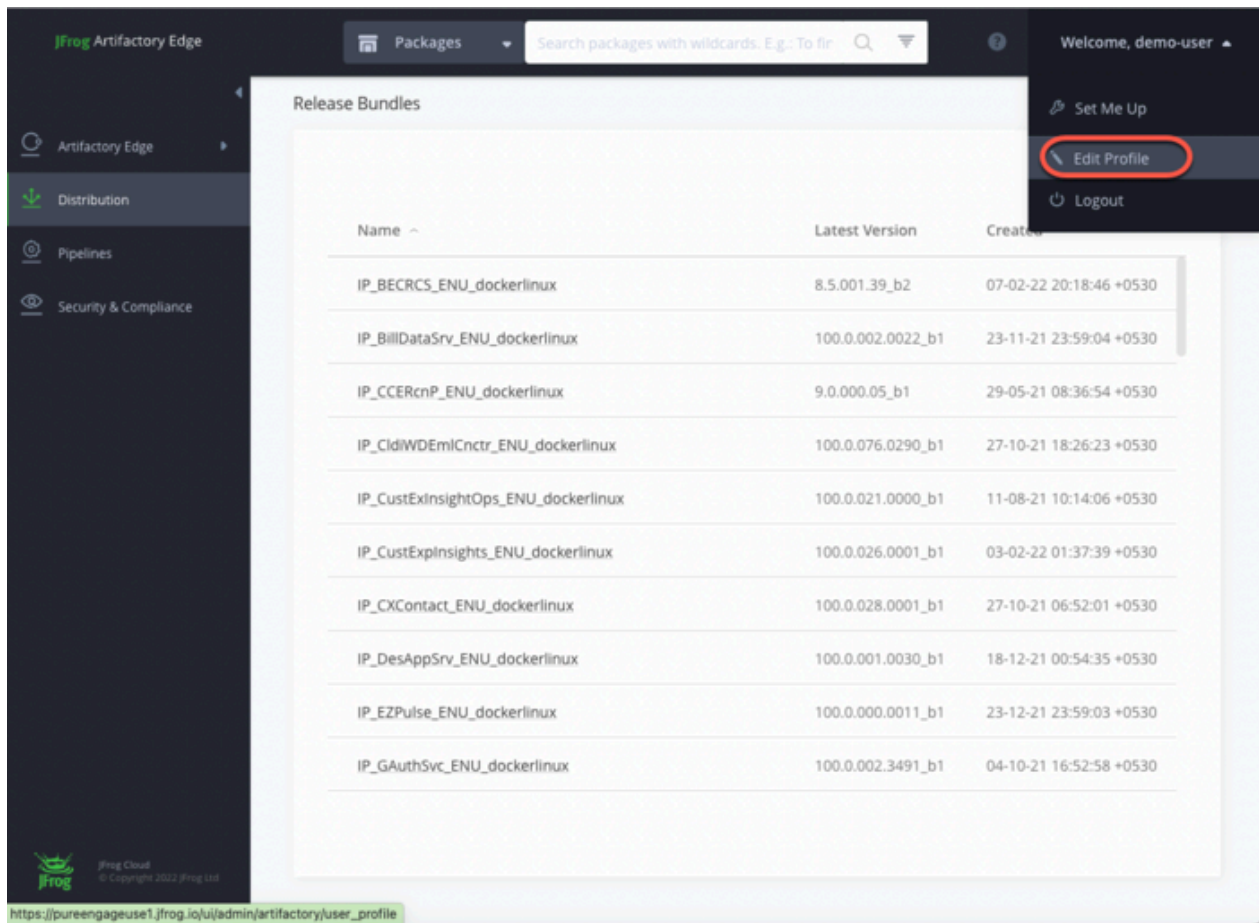 JFrog Artifactory Edge
Packages
Search packages with wildcards. E.g.: To fir
Welcome, demo-user
Set Me Up
Edit Profile
Logout
Artifactory Edge
Distribution
Pipelines
Security & Compliance
Release Bundles
Name Latest Version Created
IP_BECRCS_ENU_dockerlinux 8.5.001.39_b2 07-02-22 20:18:46 +0530
IP_BillDataSrv_ENU_dockerlinux 100.0.002.0022_b1 23-11-21 23:59:04 +0530
IP_CCERcnP_ENU_dockerlinux 9.0.000.05_b1 29-05-21 08:36:54 +0530
IP_CldiWDEmlCnctr_ENU_dockerlinux 100.0.076.0290_b1 27-10-21 18:26:23 +0530
IP_CustExInsightOps_ENU_dockerlinux 100.0.021.0000_b1 11-08-21 10:14:06 +0530
IP_CustExpInsights_ENU_dockerlinux 100.0.026.0001_b1 03-02-22 01:37:39 +0530
IP_CXContact_ENU_dockerlinux 100.0.028.0001_b1 27-10-21 06:52:01 +0530
IP_DesAppSrv_ENU_dockerlinux 100.0.001.0030_b1 18-12-21 00:54:35 +0530
IP_EZPulse_ENU_dockerlinux 100.0.000.0011_b1 23-12-21 23:59:03 +0530
IP_GAuthSvc_ENU_dockerlinux 100.0.002.3491_b1 04-10-21 16:52:58 +0530
JFrog
JFrog Cloud
© Copyright 2022 JFrog Ltd
https://pureengageuse1.jfrog.io/ui/admin/artifactory/user_profile